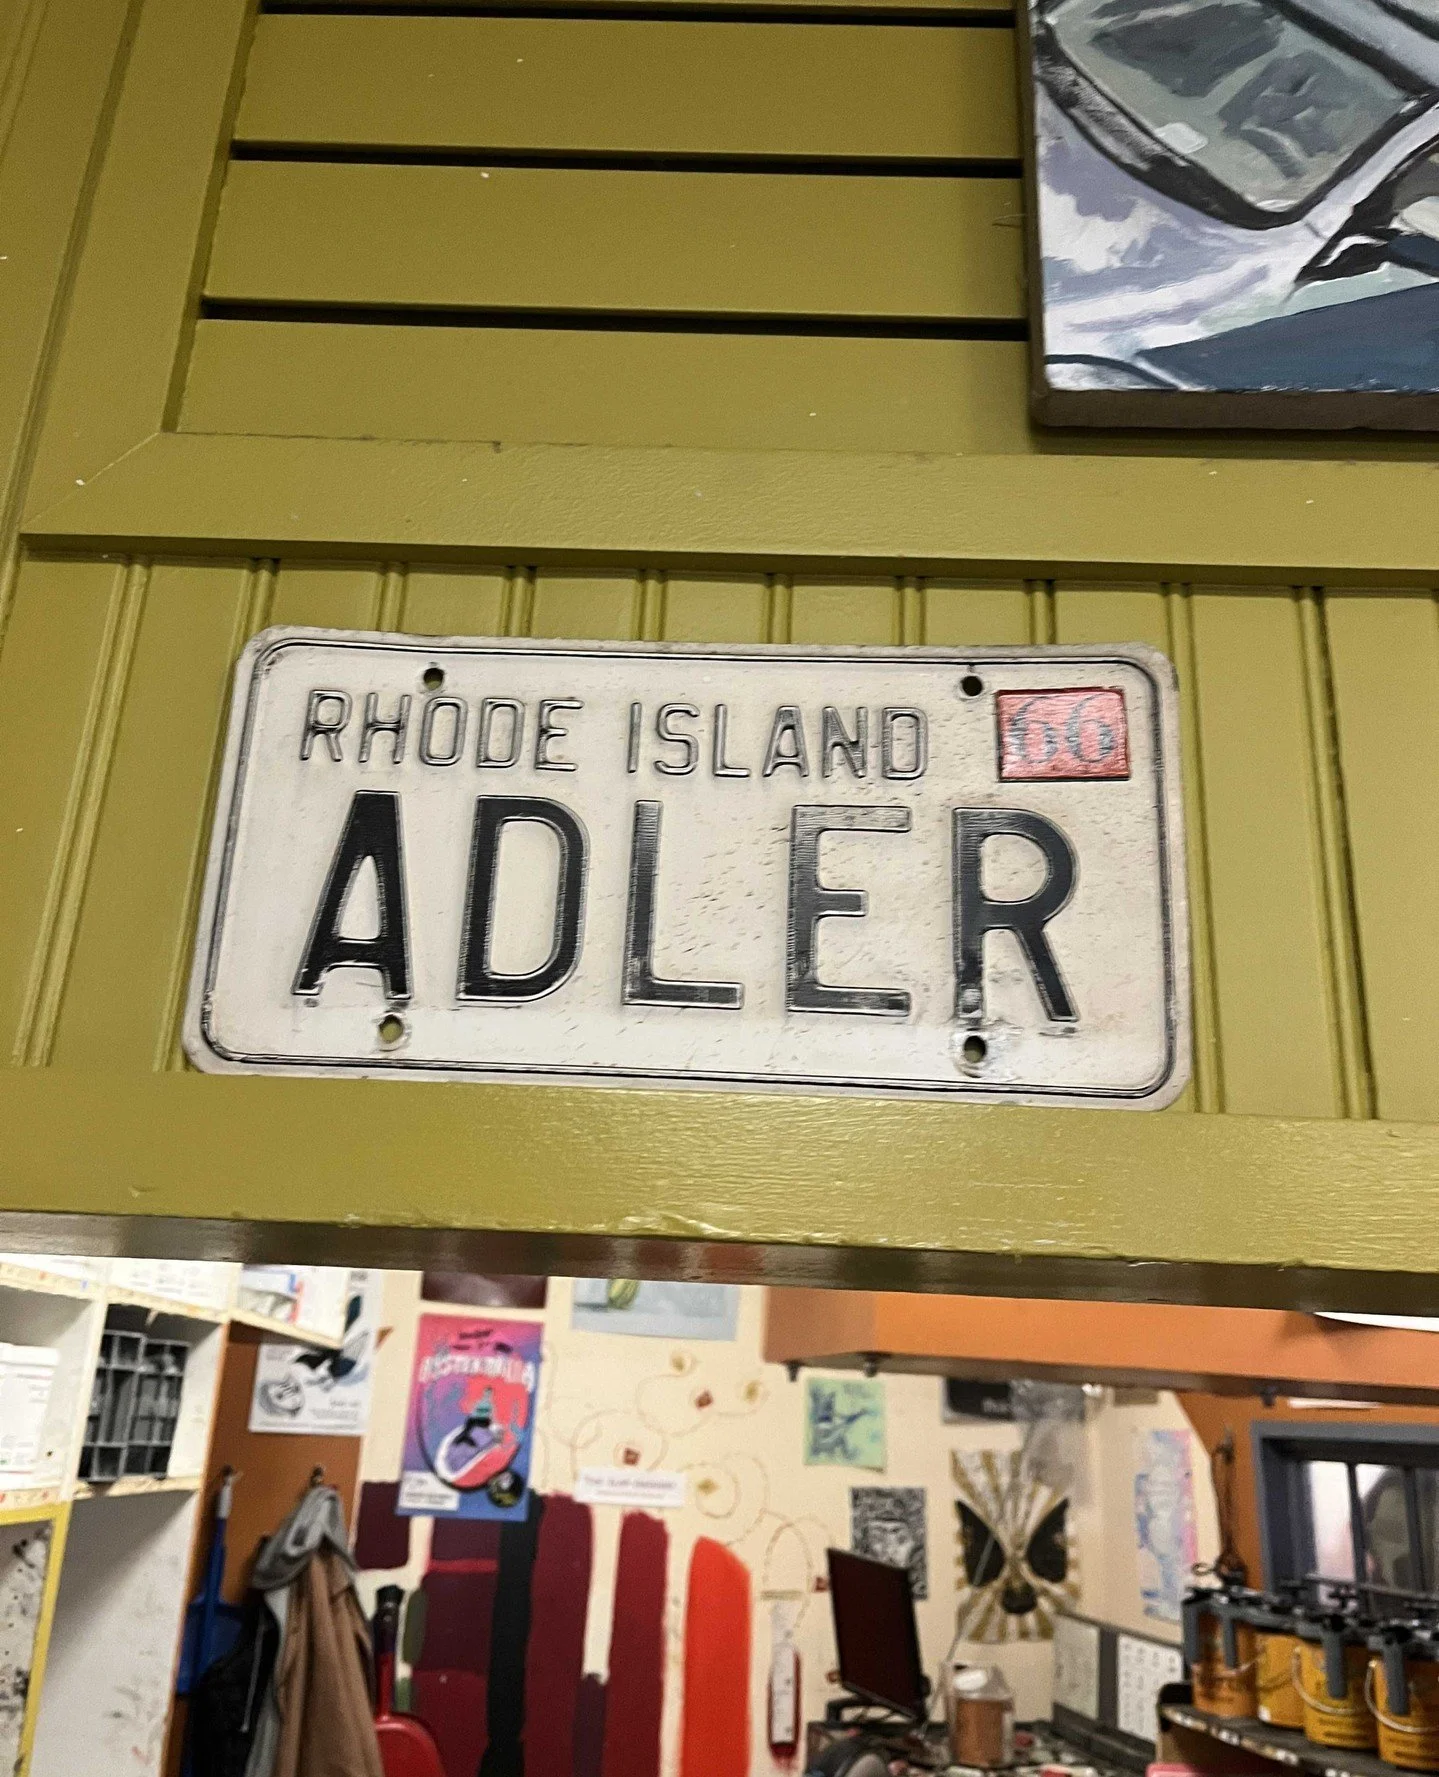 RHODE ISLAND
66
ADLER